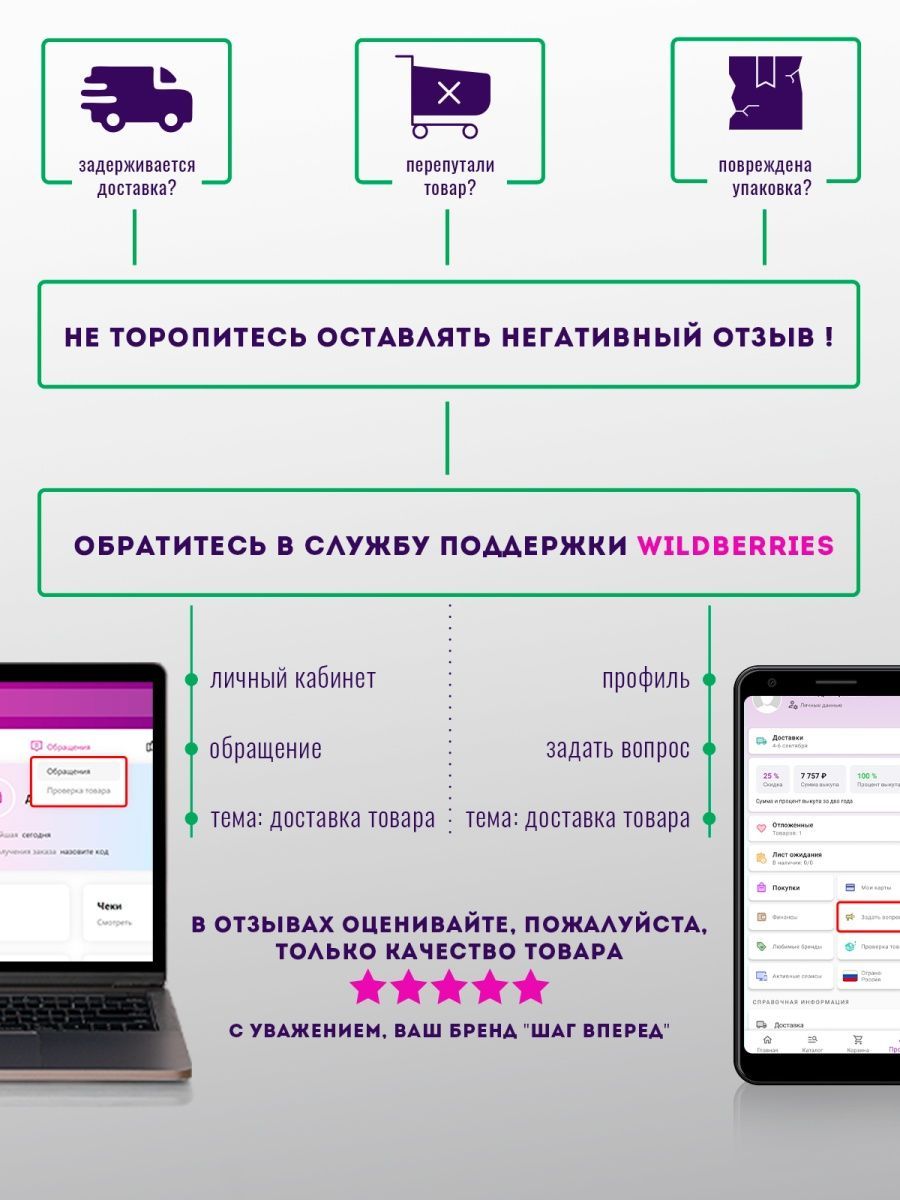 задерживается
доставка?
перепутали
товар?
повреждена
упаковка?
НЕ ТОРОПИТЕСЬ ОСТАВЛЯТЬ НЕГАТИВНЫЙ ОТЗЫВ !
ОБРАТИТЕСЬ В СЛУЖБУ ПОДДЕРЖКИ WILDBERRIES
личный кабинет
обращение
тема: доставка товара
профиль
задать вопрос
тема: доставка товара
Обращения
Обращения
Проверка товара
сегодня
заказа назовите код
Чеки
Смотреть
Личные данные
Доставки
4-6 сентября
25 %
Скидка
7 757 ₽
Сумма выкупа
100 %
Процент выкупа
Сумма и процент выкупа за два года
Отложенные
Товаров: 1
Лист ожидания
В наличии: 0/0
Покупки
Мои карты
Финансы
Задать
Любимые бренды
Проверка
Активные сеансы
Страна
Россия
СПРАВОЧНАЯ ИНФОРМАЦИЯ
Доставка
Главная
Каталог
Корзина
В ОТЗЫВАХ ОЦЕНИВАЙТЕ, ПОЖАЛУЙСТА,
ТОЛЬКО КАЧЕСТВО ТОВАРА
С УВАЖЕНИЕМ, ВАШ БРЕНД "ШАГ ВПЕРЕД"